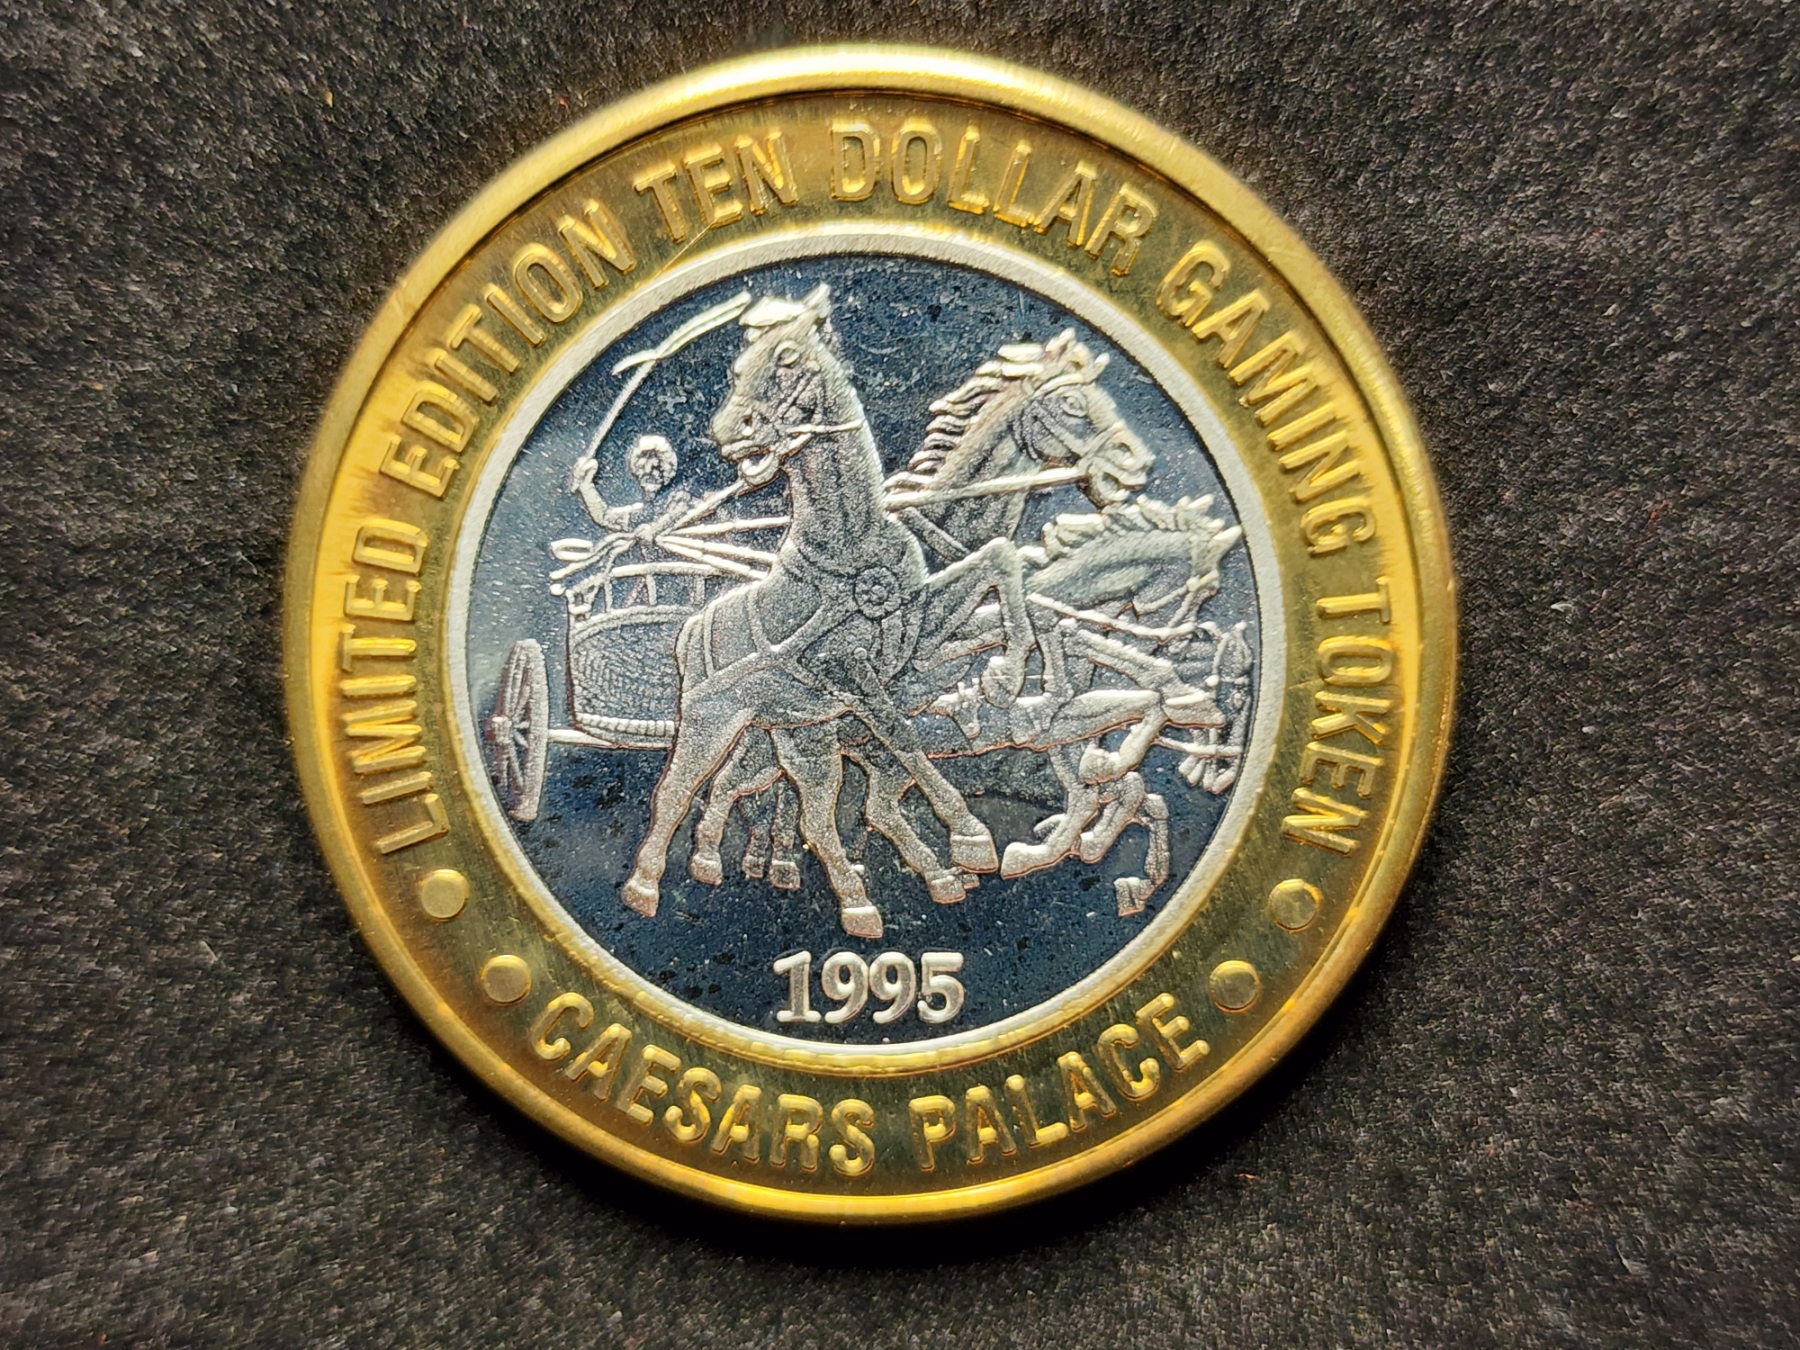 LIMITED EDITION TEN DOLLAR GAMING TOKEN
1995
CAESARS PALACE